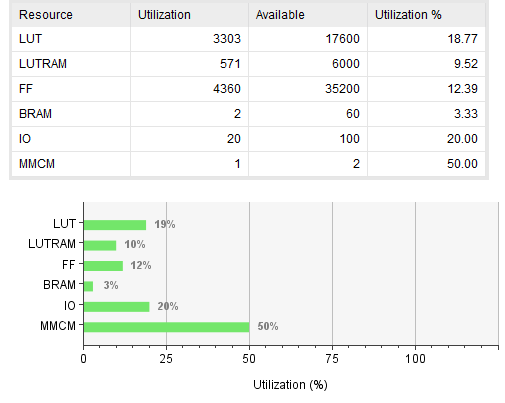 Resource Utilization Available Utilization %
LUT 3303 17600 18.77
LUTRAM 571 6000 9.52
FF 4360 35200 12.39
BRAM 2 60 3.33
IO 20 100 20.00
MMCM 1 2 50.00
LUT 19%
LUTRAM 10%
FF 12%
BRAM 3%
IO 20%
MMCM 50%
0 25 50 75 100
Utilization (%)